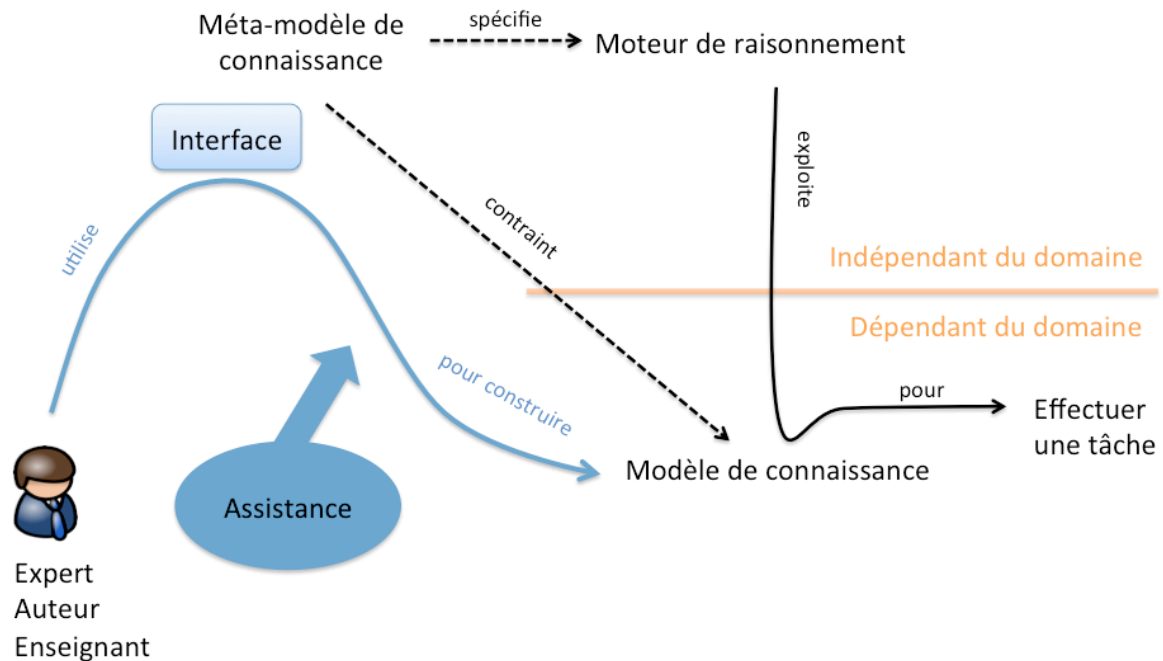 Méta-modèle de
connaissance
spécifie
Moteur de raisonnement
Interface
exploite
utilise
contraint
Indépendant du domaine
Dépendant du domaine
pour construire
pour
Effectuer
une tâche
Modèle de connaissance
Assistance
Expert
Auteur
Enseignant